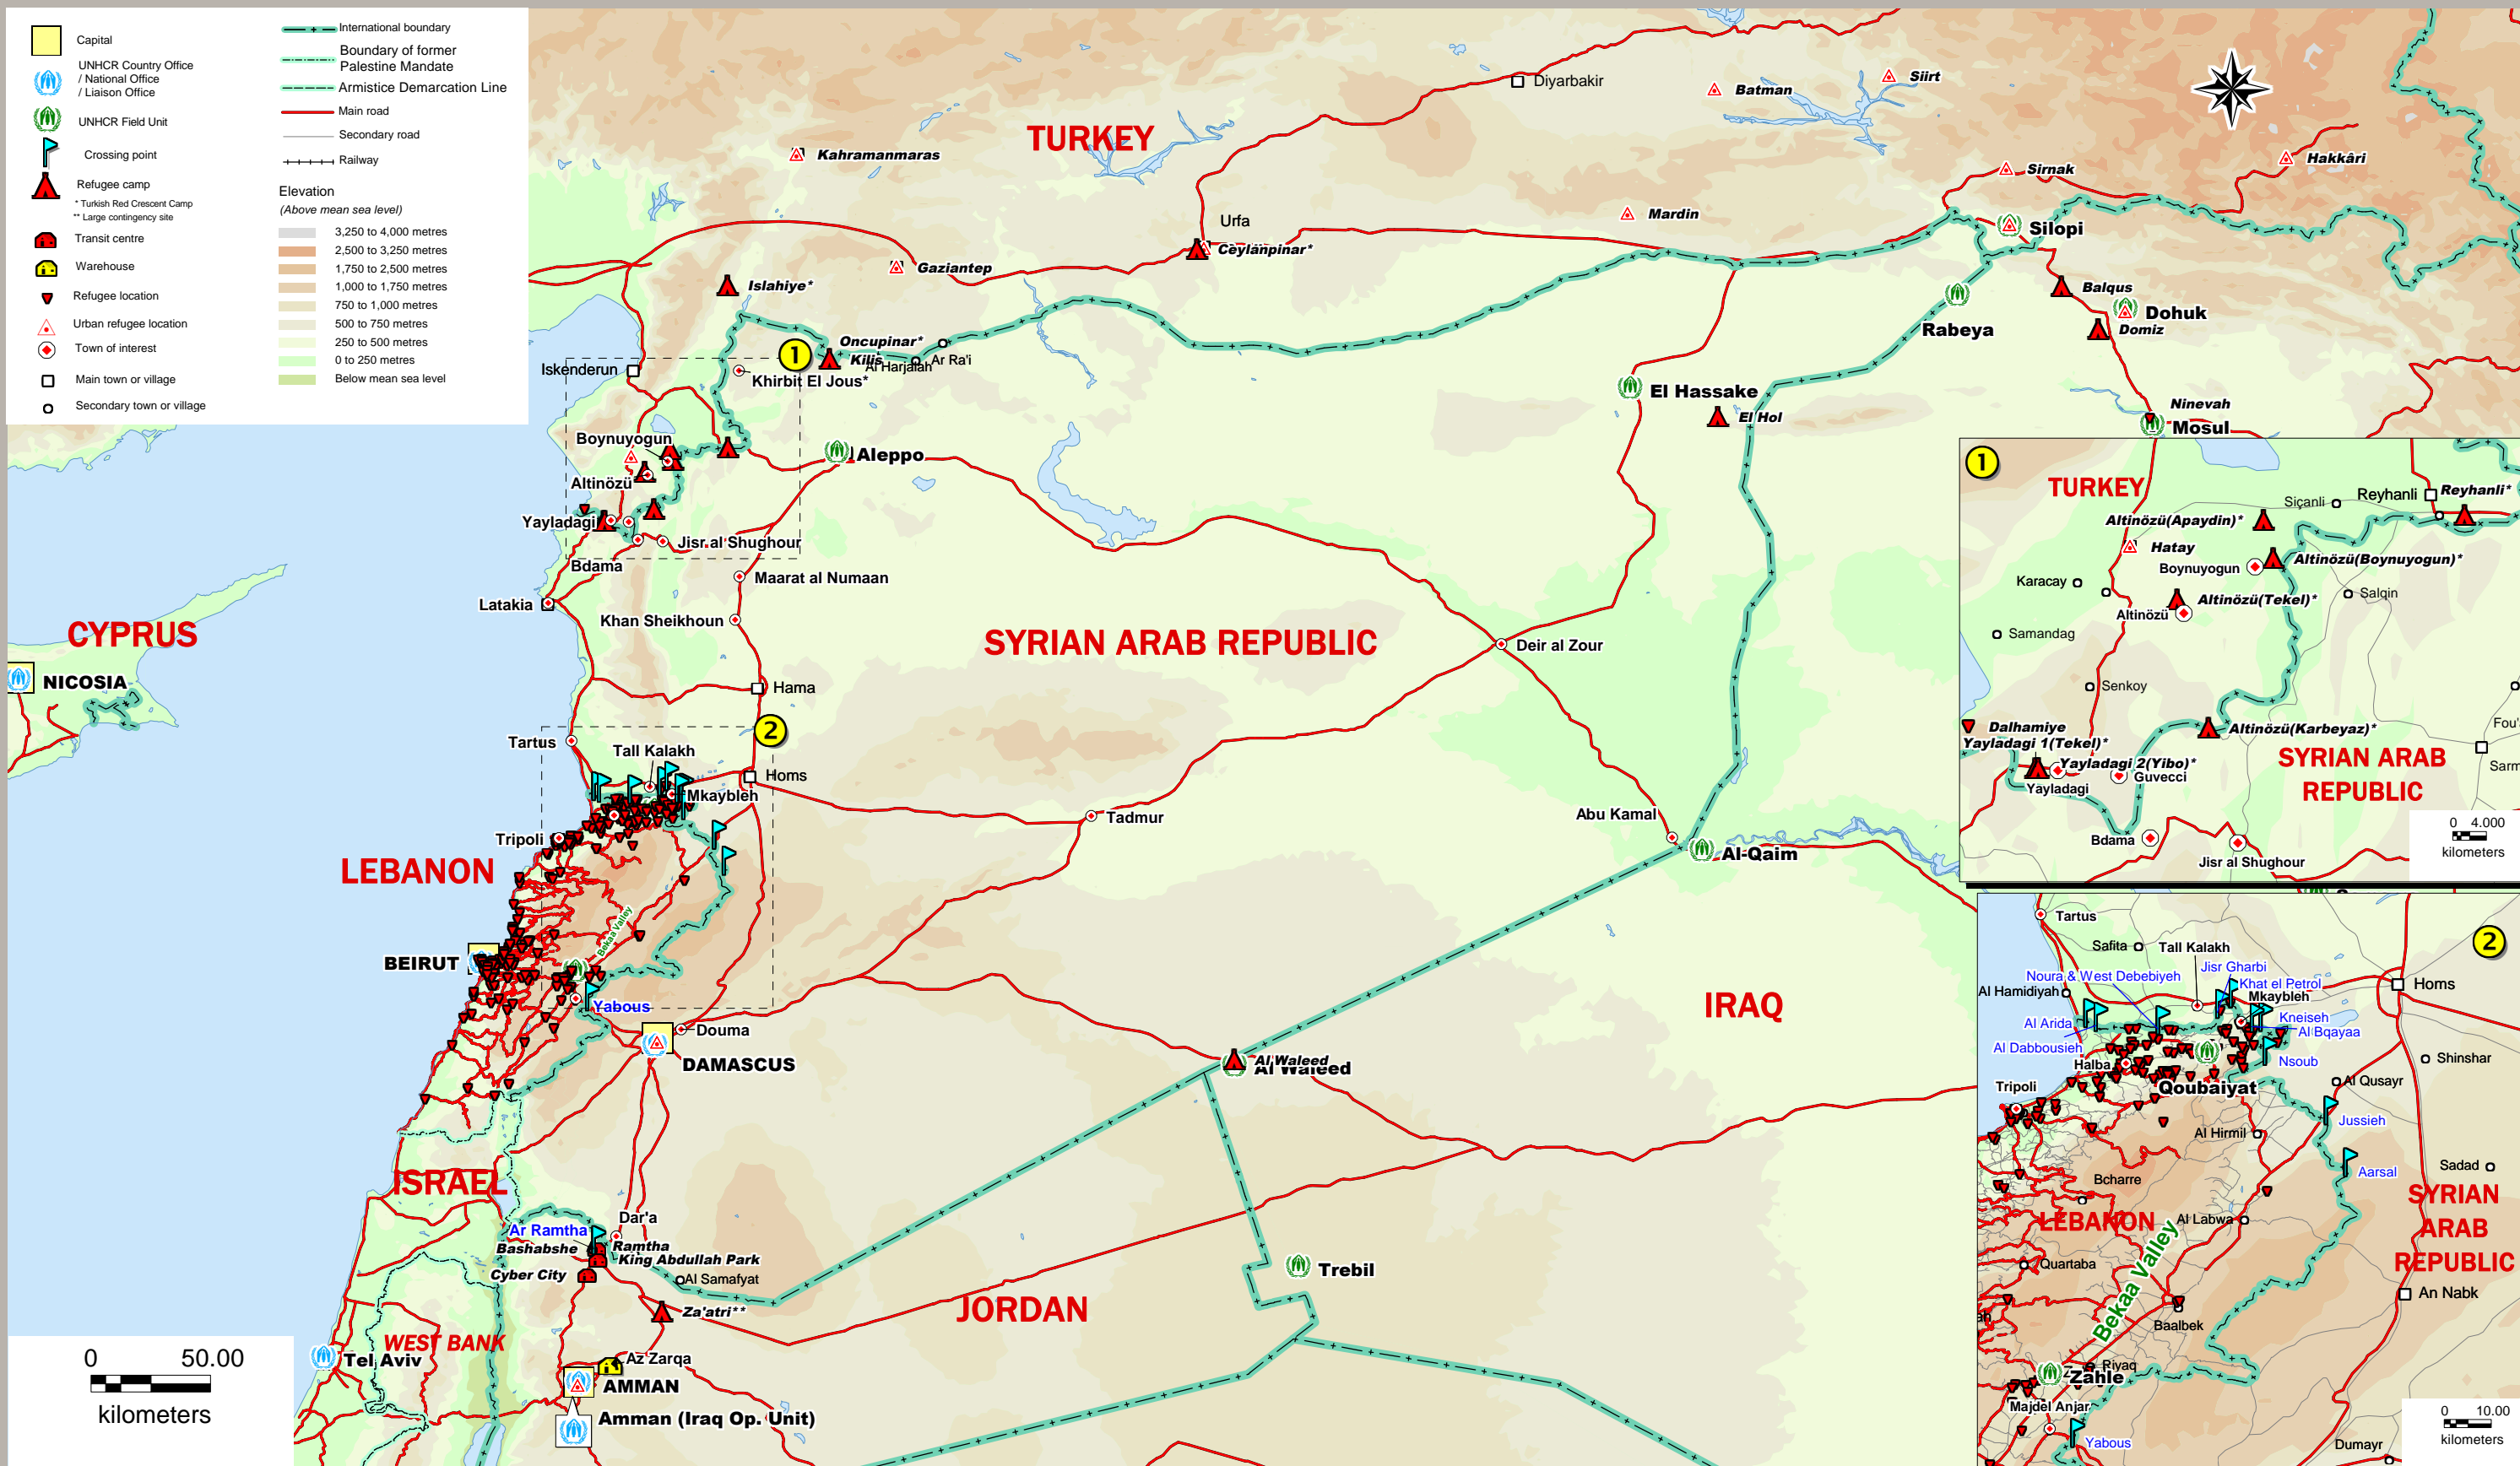 Capital
UNHCR Country Office
/ National Office
/ Liaison Office
UNHCR Field Unit
Crossing point
Refugee camp
* Turkish Red Crescent Camp
** Large contingency site
Transit centre
Warehouse
Refugee location
Urban refugee location
Town of interest
Main town or village
Secondary town or village
International boundary
Boundary of former
Palestine Mandate
Armistice Demarcation Line
Main road
Secondary road
Railway
Elevation
(Above mean sea level)
3,250 to 4,000 metres
2,500 to 3,250 metres
1,750 to 2,500 metres
1,000 to 1,750 metres
750 to 1,000 metres
500 to 750 metres
250 to 500 metres
0 to 250 metres
Below mean sea level
TURKEY
Diyarbakir
Batman
Siirt
Kahramanmaras
Sirnak
Hakkâri
Mardin
Urfa
Ceylanpinar*
Silopi
Gaziantep
Islahiye*
Balqus
Rabeya
Dohuk
Domiz
Oncupinar*
Kilis
Al Harjalah
Ar Ra'i
1
Iskenderun
Khirbit El Jous*
El Hassake
El Hol
Ninevah
Mosul
Boynuyogun
Aleppo
Altinözü
Yayladagi
Jisr al Shughour
Bdama
Maarat al Numaan
Latakia
Khan Sheikhoun
CYPRUS
NICOSIA
SYRIAN ARAB REPUBLIC
Deir al Zour
Hama
2
Tartus
Tall Kalakh
Homs
Mkaybleh
Tadmur
Abu Kamal
Al-Qaim
Tripoli
LEBANON
Bekaa Valley
BEIRUT
Yabous
Douma
DAMASCUS
IRAQ
Al Waleed
Al Waleed
ISRAEL
Dar'a
Ar Ramtha
Bashabshe
Ramtha
King Abdullah Park
Cyber City
Al Samafyat
Trebil
Za'atri**
JORDAN
WEST BANK
Tel Aviv
Az Zarqa
AMMAN
Amman (Iraq Op. Unit)
0 50.00
kilometers
1
TURKEY
Siçanli
Reyhanli
Reyhanli*
Altinözü(Apaydin)*
Hatay
Boynuyogun
Altinözü(Boynuyogun)*
Karacay
Salqin
Altinözü(Tekel)*
Altinözü
Samandag
Senkoy
Fou'
Dalhamiye
Yayladagi 1(Tekel)*
Altinözü(Karbeyaz)*
Yayladagi 2(Yibo)*
Guvecci
Yayladagi
SYRIAN ARAB
REPUBLIC
Sarm
Bdama
Jisr al Shughour
0 4.000
kilometers
2
Tartus
Safita
Tall Kalakh
Jisr Gharbi
Noura & West Debebiyeh
Khat el Petrol
Homs
Al Hamidiyah
Mkaybleh
Kneiseh
Al Arida
Al Bqayaa
Al Dabbousieh
Nsoub
Shinshar
Halba
Qoubaiyat
Tripoli
Al Qusayr
Jussieh
Al Hirmil
Aarsal
Sadad
Bcharre
SYRIAN
ARAB
REPUBLIC
LEBANON
Al Labwa
Bekaa Valley
Quartaba
An Nabk
Baalbek
Riyaq
Zahle
Majdel Anjar
Yabous
Dumayr
0 10.00
kilometers